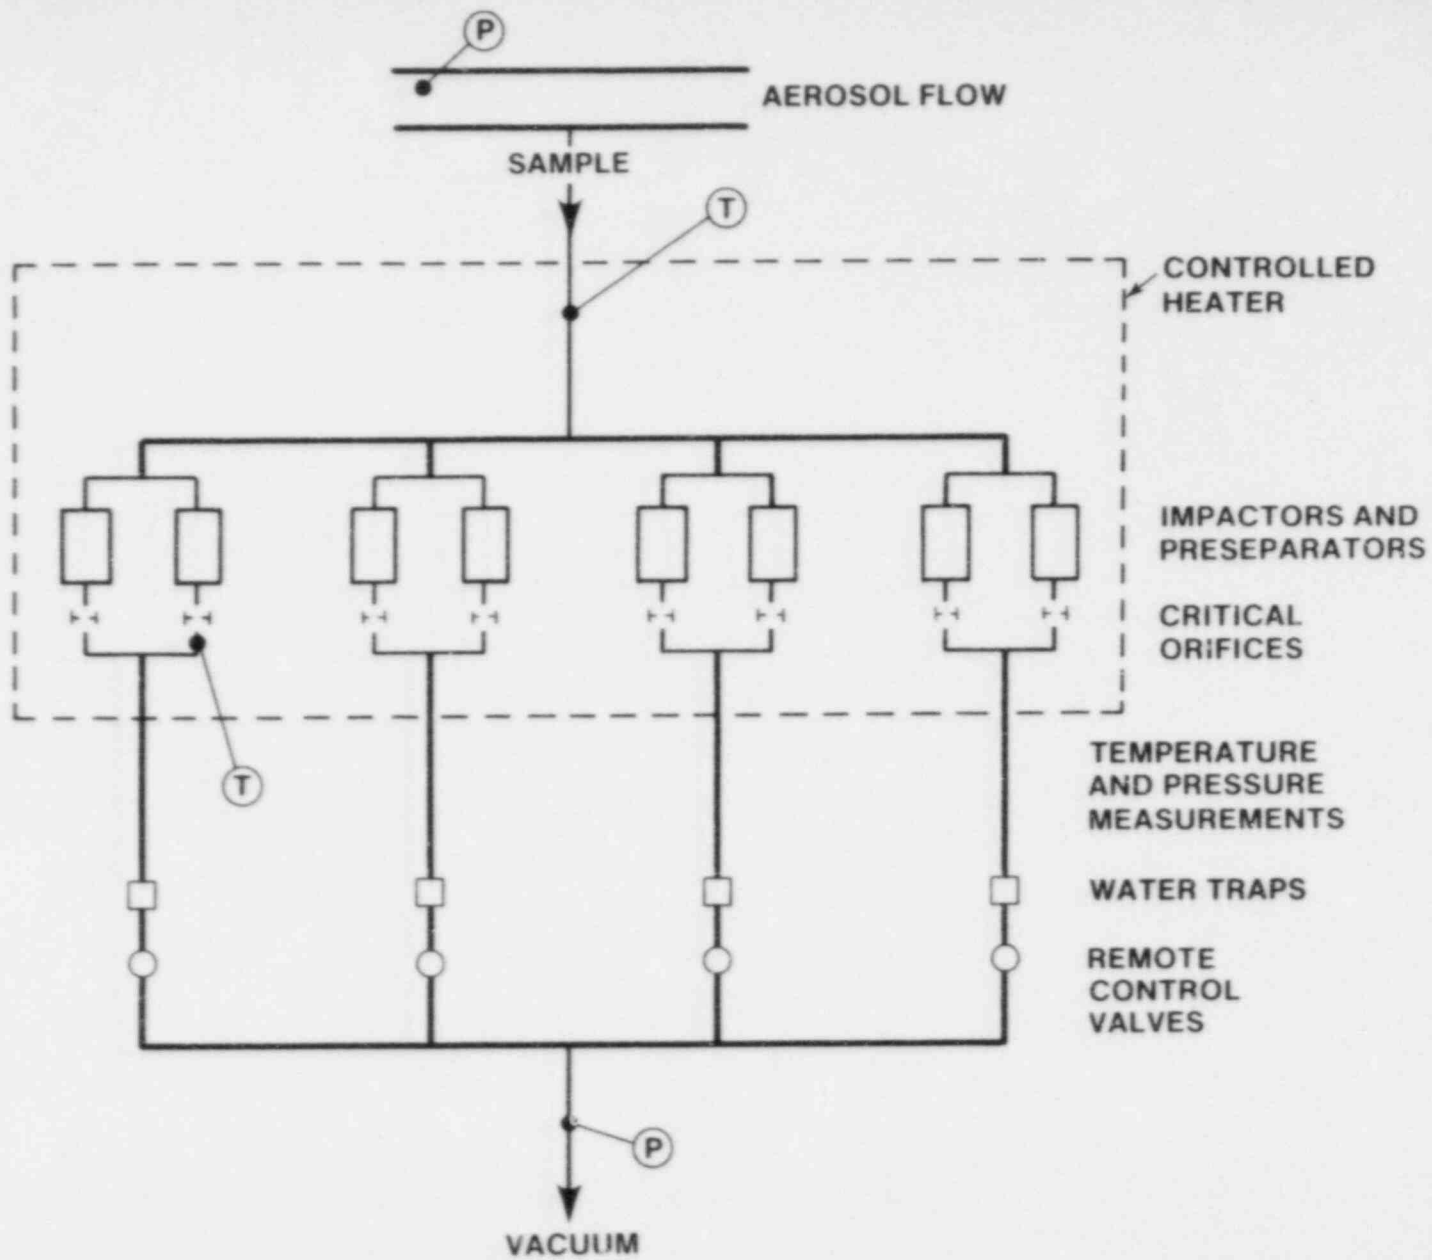 P
AEROSOL FLOW
SAMPLE
T
CONTROLLED
HEATER
IMPACTORS AND
PRESEPARATORS
CRITICAL
ORIFICES
TEMPERATURE
AND PRESSURE
MEASUREMENTS
T
WATER TRAPS
REMOTE
CONTROL
VALVES
P
VACUUM